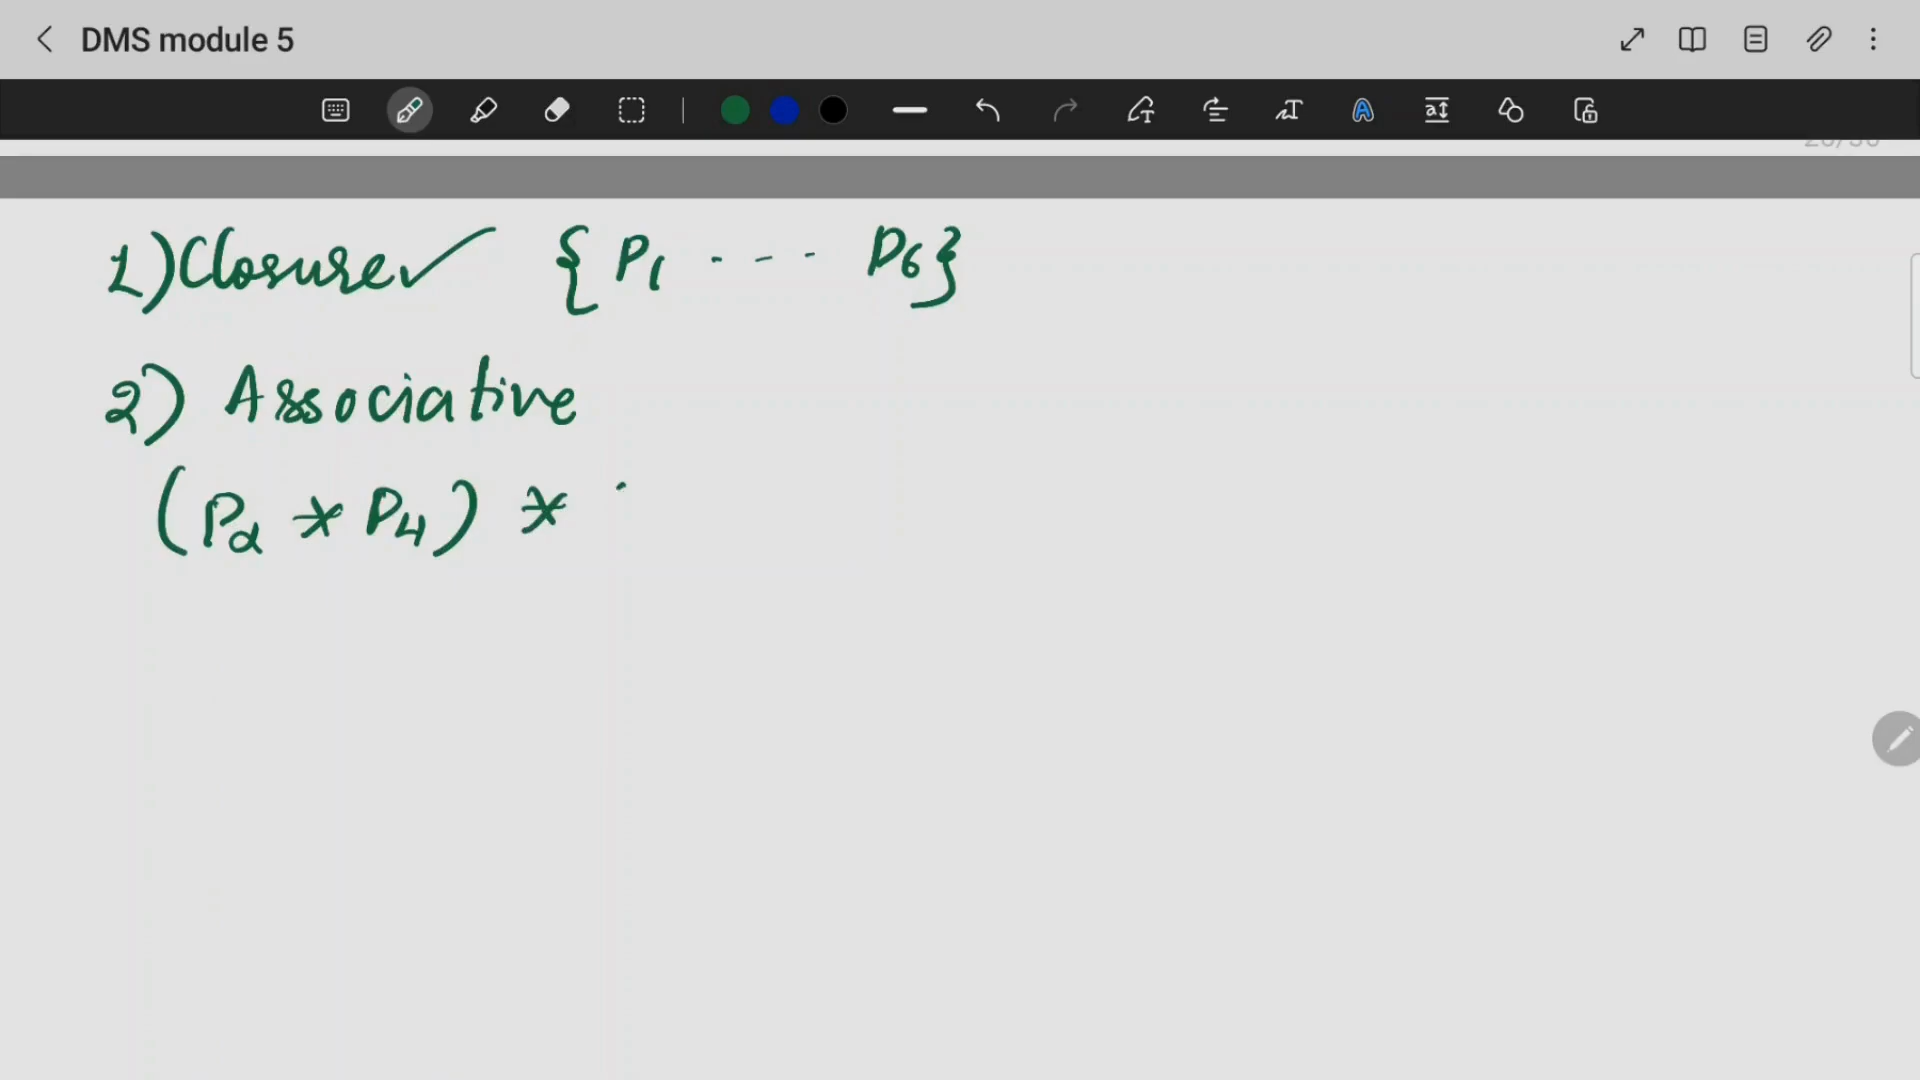 DMS module 5
1) Closure✓ { P1 . - - . P6}
2) Associative
(P2 * P4) *